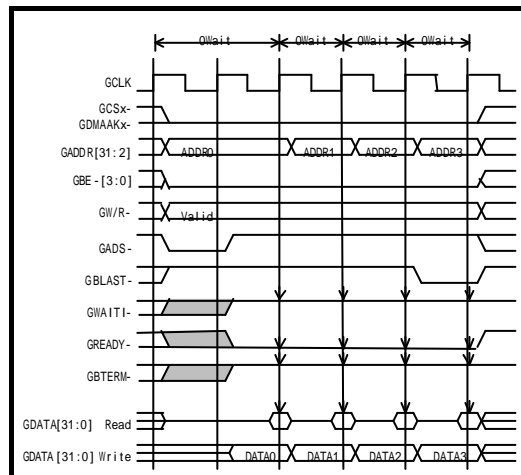 0Wait 0Wait 0Wait 0Wait
GCLK
GCSx-
GDMAAKx-
GADDR[31:2] ADDR0 ADDR1 ADDR2 ADDR3
GBE-[3:0]
GW/R- Valid
GADS-
GBLAST-
GWAITI-
GREADY-
GBTERM-
GDATA[31:0] Read
GDATA[31:0] Write DATA0 DATA1 DATA2 DATA3